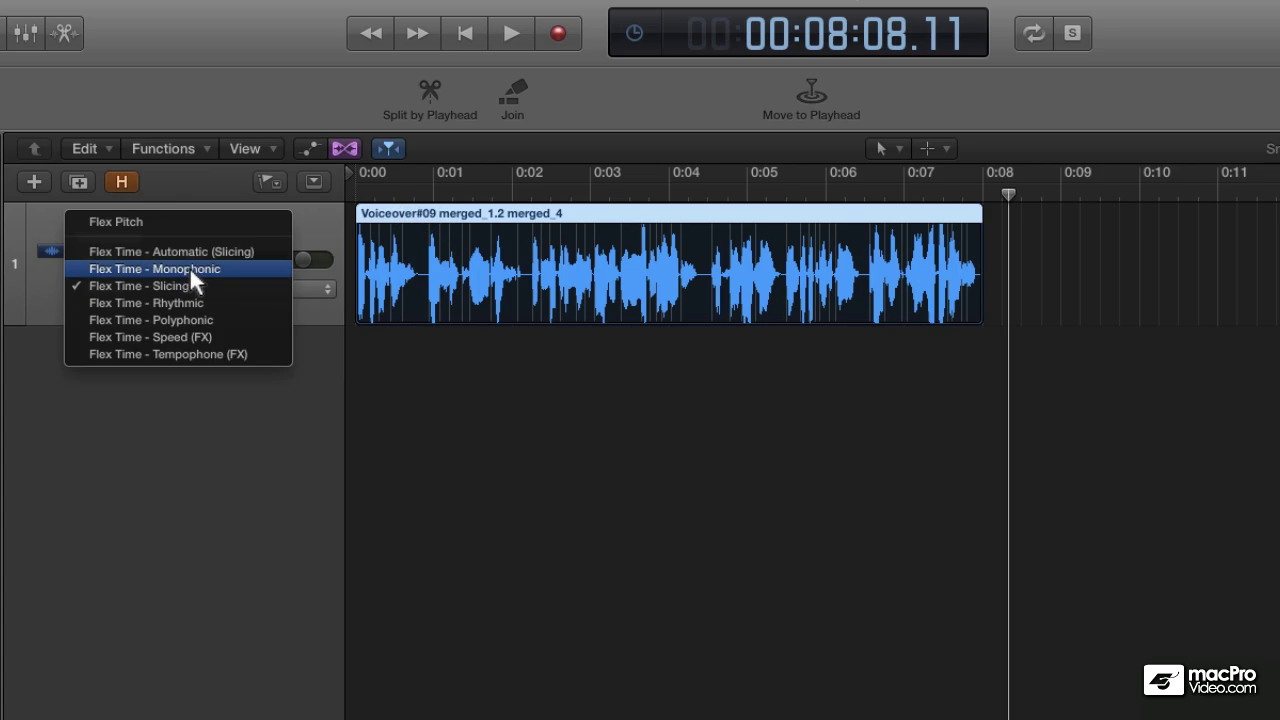 00:00:08:08.11
S
Split by Playhead
Join
Move to Playhead
Edit
Functions
View
H
0:00
0:01
0:02
0:03
0:04
0:05
0:06
0:07
0:08
0:09
0:10
0:11
Voiceover#09 merged_1.2 merged_4
1
Flex Pitch
Flex Time - Automatic (Slicing)
Flex Time - Monophonic
Flex Time - Slicing
Flex Time - Rhythmic
Flex Time - Polyphonic
Flex Time - Speed (FX)
Flex Time - Tempophone (FX)
macPro
Video.com